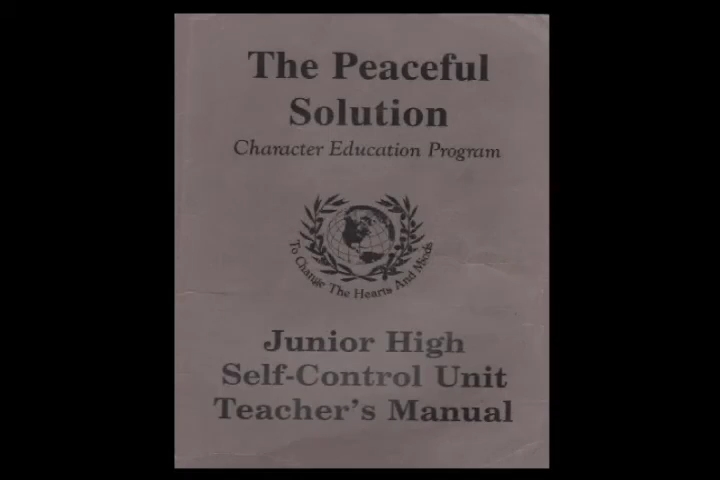 The Peaceful
Solution
Character Education Program
To Change The Hearts And Minds
Junior High
Self-Control Unit
Teacher's Manual